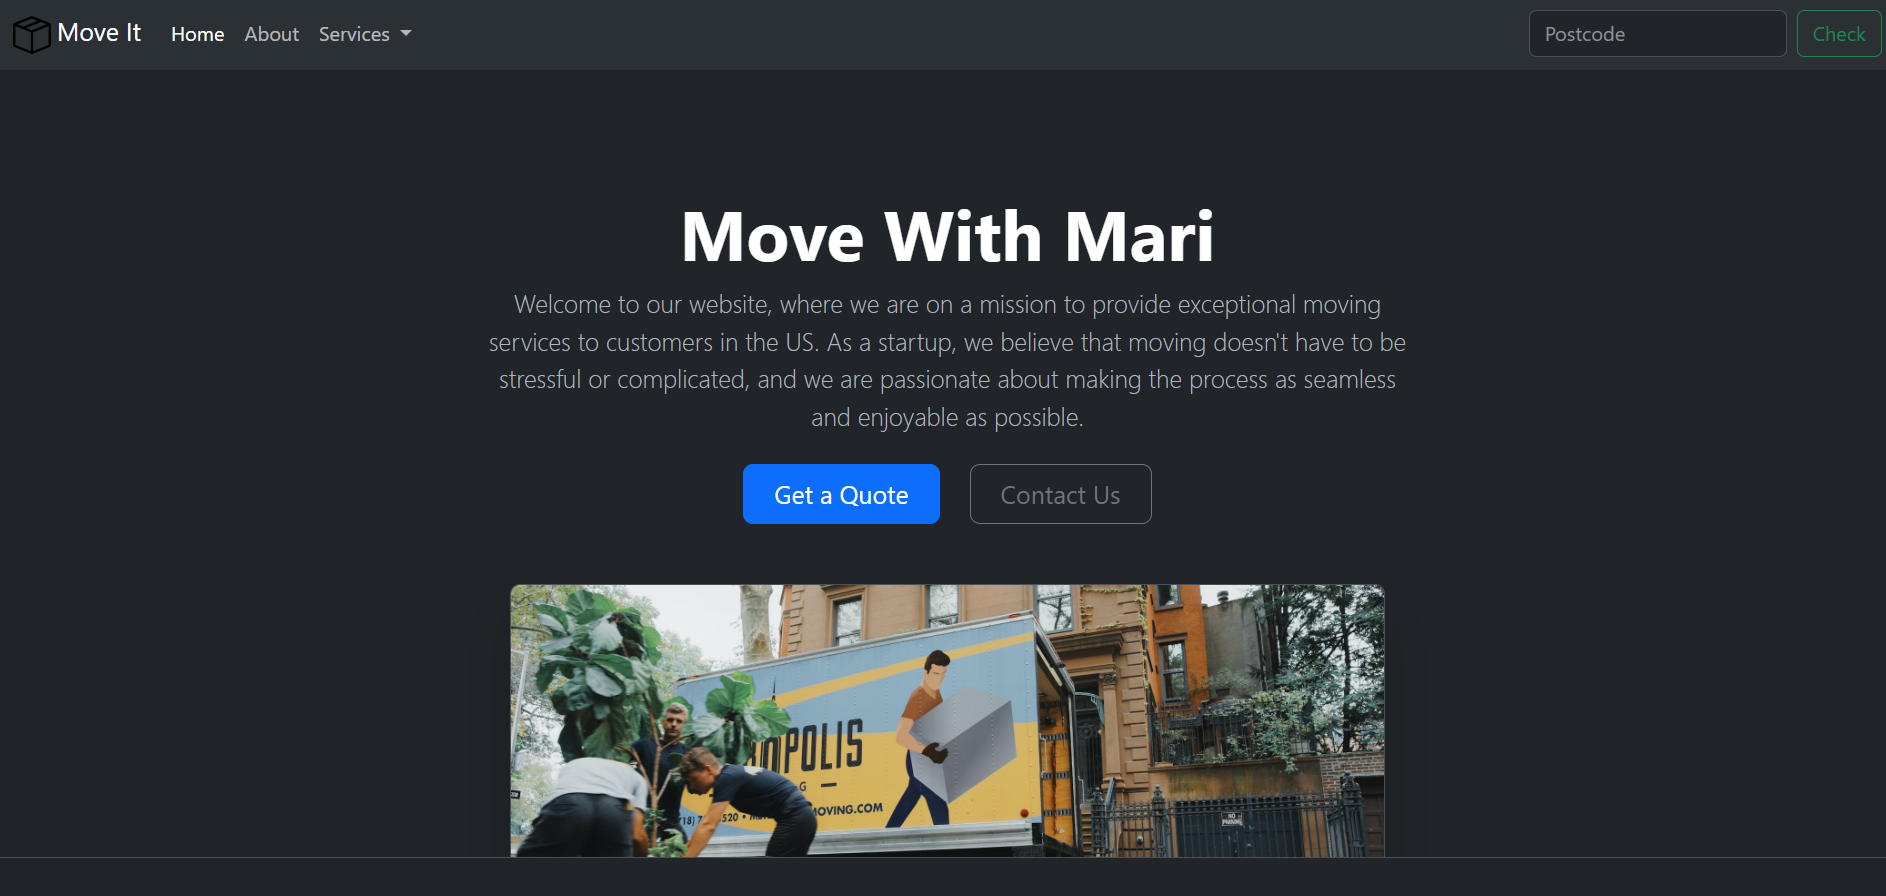 Move It
Home
About
Services
Postcode
Check
Move With Mari
Welcome to our website, where we are on a mission to provide exceptional moving
services to customers in the US. As a startup, we believe that moving doesn't have to be
stressful or complicated, and we are passionate about making the process as seamless
and enjoyable as possible.
Get a Quote
Contact Us
POLIS
G
MOVING.COM
NO
PARKING